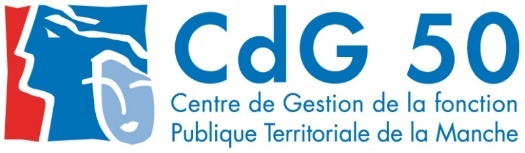 CdG 50
Centre de Gestion de la fonction
Publique Territoriale de la Manche